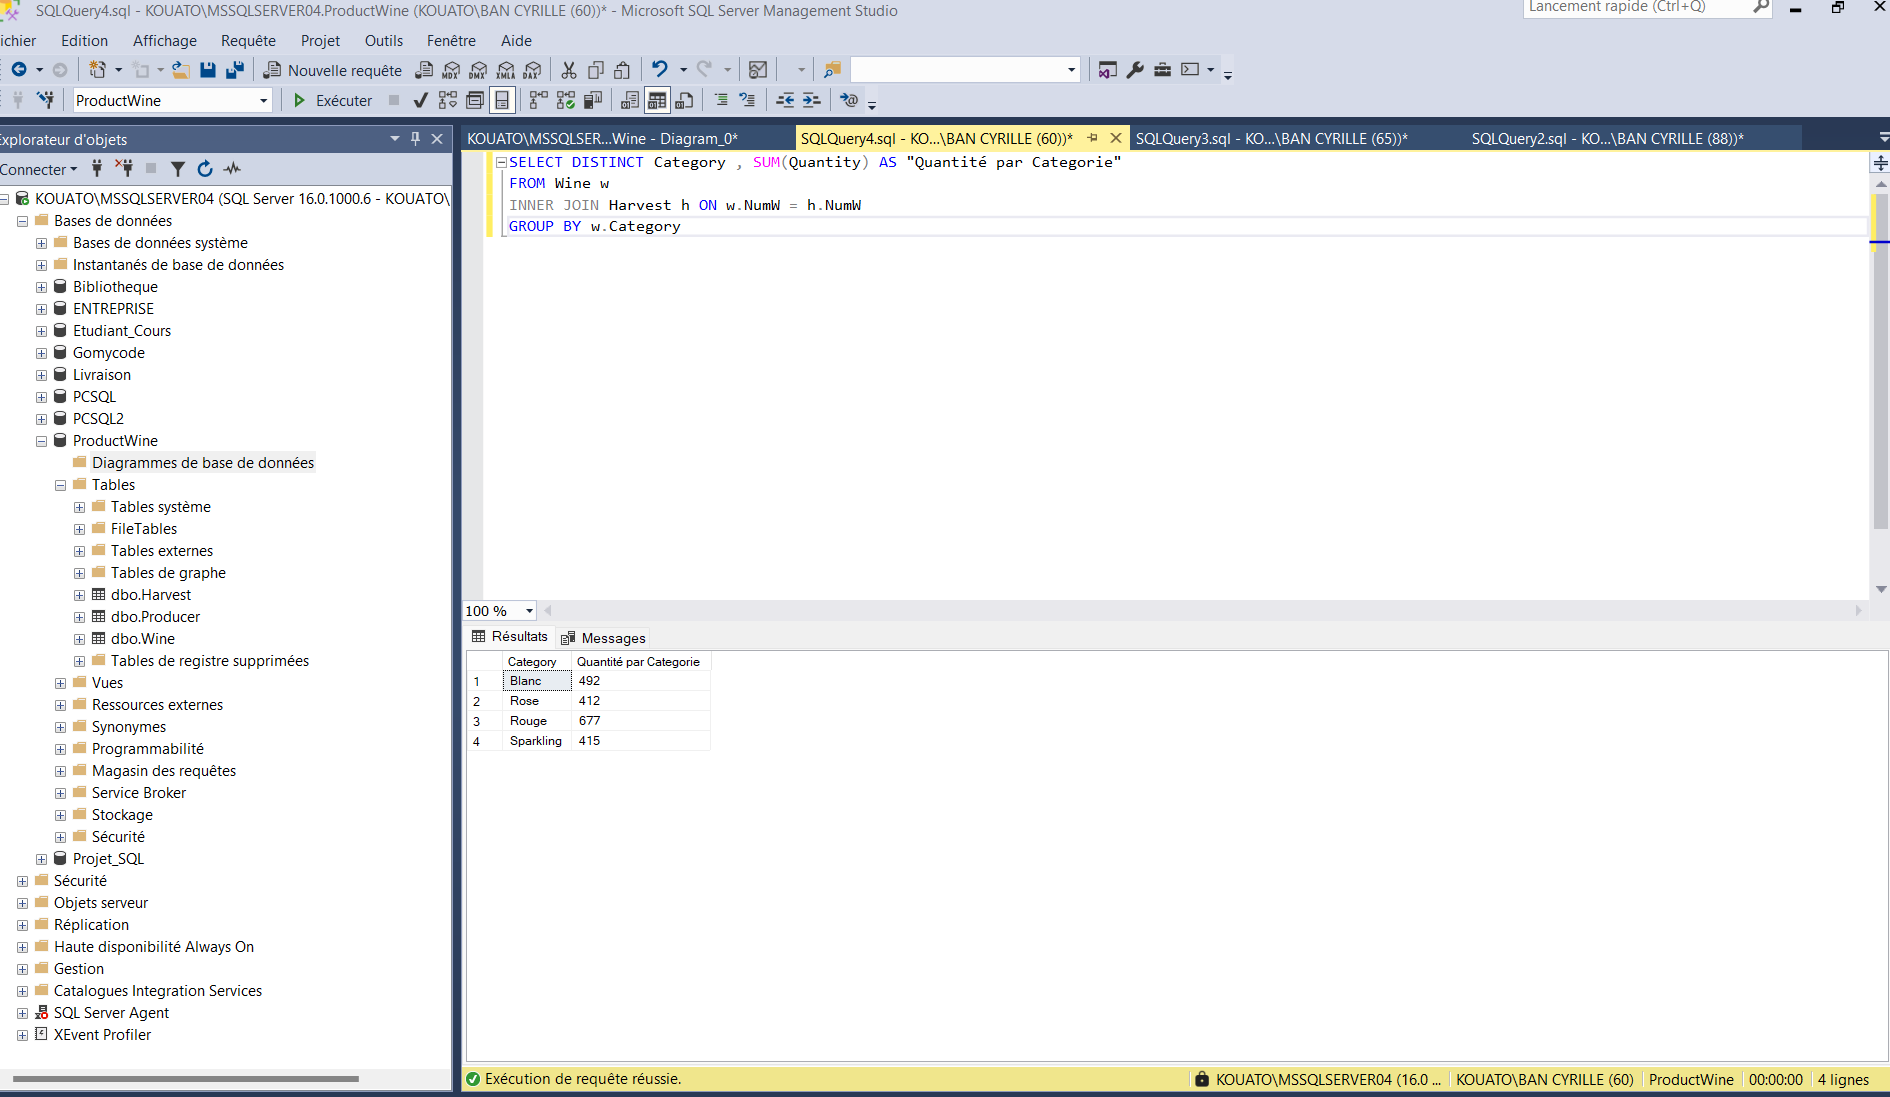 SQLQuery4.sql - KOUATO\MSSQLSERVER04.ProductWine (KOUATO\BAN CYRILLE (60))* - Microsoft SQL Server Management Studio
Lancement rapide (Ctrl+Q)
ichier Edition Affichage Requête Projet Outils Fenêtre Aide
Nouvelle requête MDX DMX XMLA DAX
ProductWine Exécuter
Explorateur d'objets
Connecter
KOUATO\MSSQLSERVER04 (SQL Server 16.0.1000.6 - KOUATO\
Bases de données
Bases de données système
Instantanés de base de données
Bibliotheque
ENTREPRISE
Etudiant_Cours
Gomycode
Livraison
PCSQL
PCSQL2
ProductWine
Diagrammes de base de données
Tables
Tables système
FileTables
Tables externes
Tables de graphe
dbo.Harvest
dbo.Producer
dbo.Wine
Tables de registre supprimées
Vues
Ressources externes
Synonymes
Programmabilité
Magasin des requêtes
Service Broker
Stockage
Sécurité
Projet_SQL
Sécurité
Objets serveur
Réplication
Haute disponibilité Always On
Gestion
Catalogues Integration Services
SQL Server Agent
XEvent Profiler
KOUATO\MSSQLSER...Wine - Diagram_0* SQLQuery4.sql - KO...\BAN CYRILLE (60))* SQLQuery3.sql - KO...\BAN CYRILLE (65))* SQLQuery2.sql - KO...\BAN CYRILLE (88))*
SELECT DISTINCT Category , SUM(Quantity) AS "Quantité par Categorie"
FROM Wine w
INNER JOIN Harvest h ON w.NumW = h.NumW
GROUP BY w.Category
100 %
Résultats Messages
Category Quantité par Categorie
1 Blanc 492
2 Rose 412
3 Rouge 677
4 Sparkling 415
Exécution de requête réussie. KOUATO\MSSQLSERVER04 (16.0 ... KOUATO\BAN CYRILLE (60) ProductWine 00:00:00 4 lignes